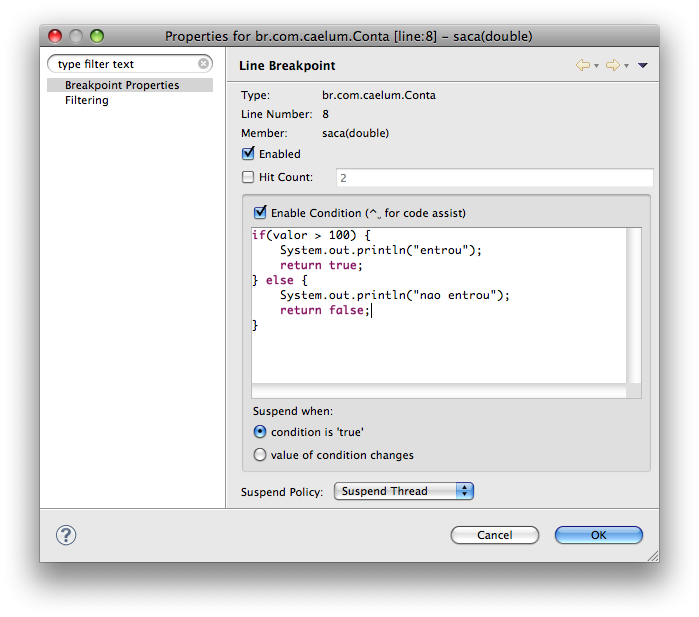 Properties for br.com.caelum.Conta [line:8] – saca(double)
type filter text
Breakpoint Properties
Filtering
Line Breakpoint
Type: br.com.caelum.Conta
Line Number: 8
Member: saca(double)
Enabled
Hit Count: 2
Enable Condition (^␣ for code assist)
if(valor > 100) {
    System.out.println("entrou");
    return true;
} else {
    System.out.println("nao entrou");
    return false;
}
Suspend when:
condition is 'true'
value of condition changes
Suspend Policy: Suspend Thread
?
Cancel
OK